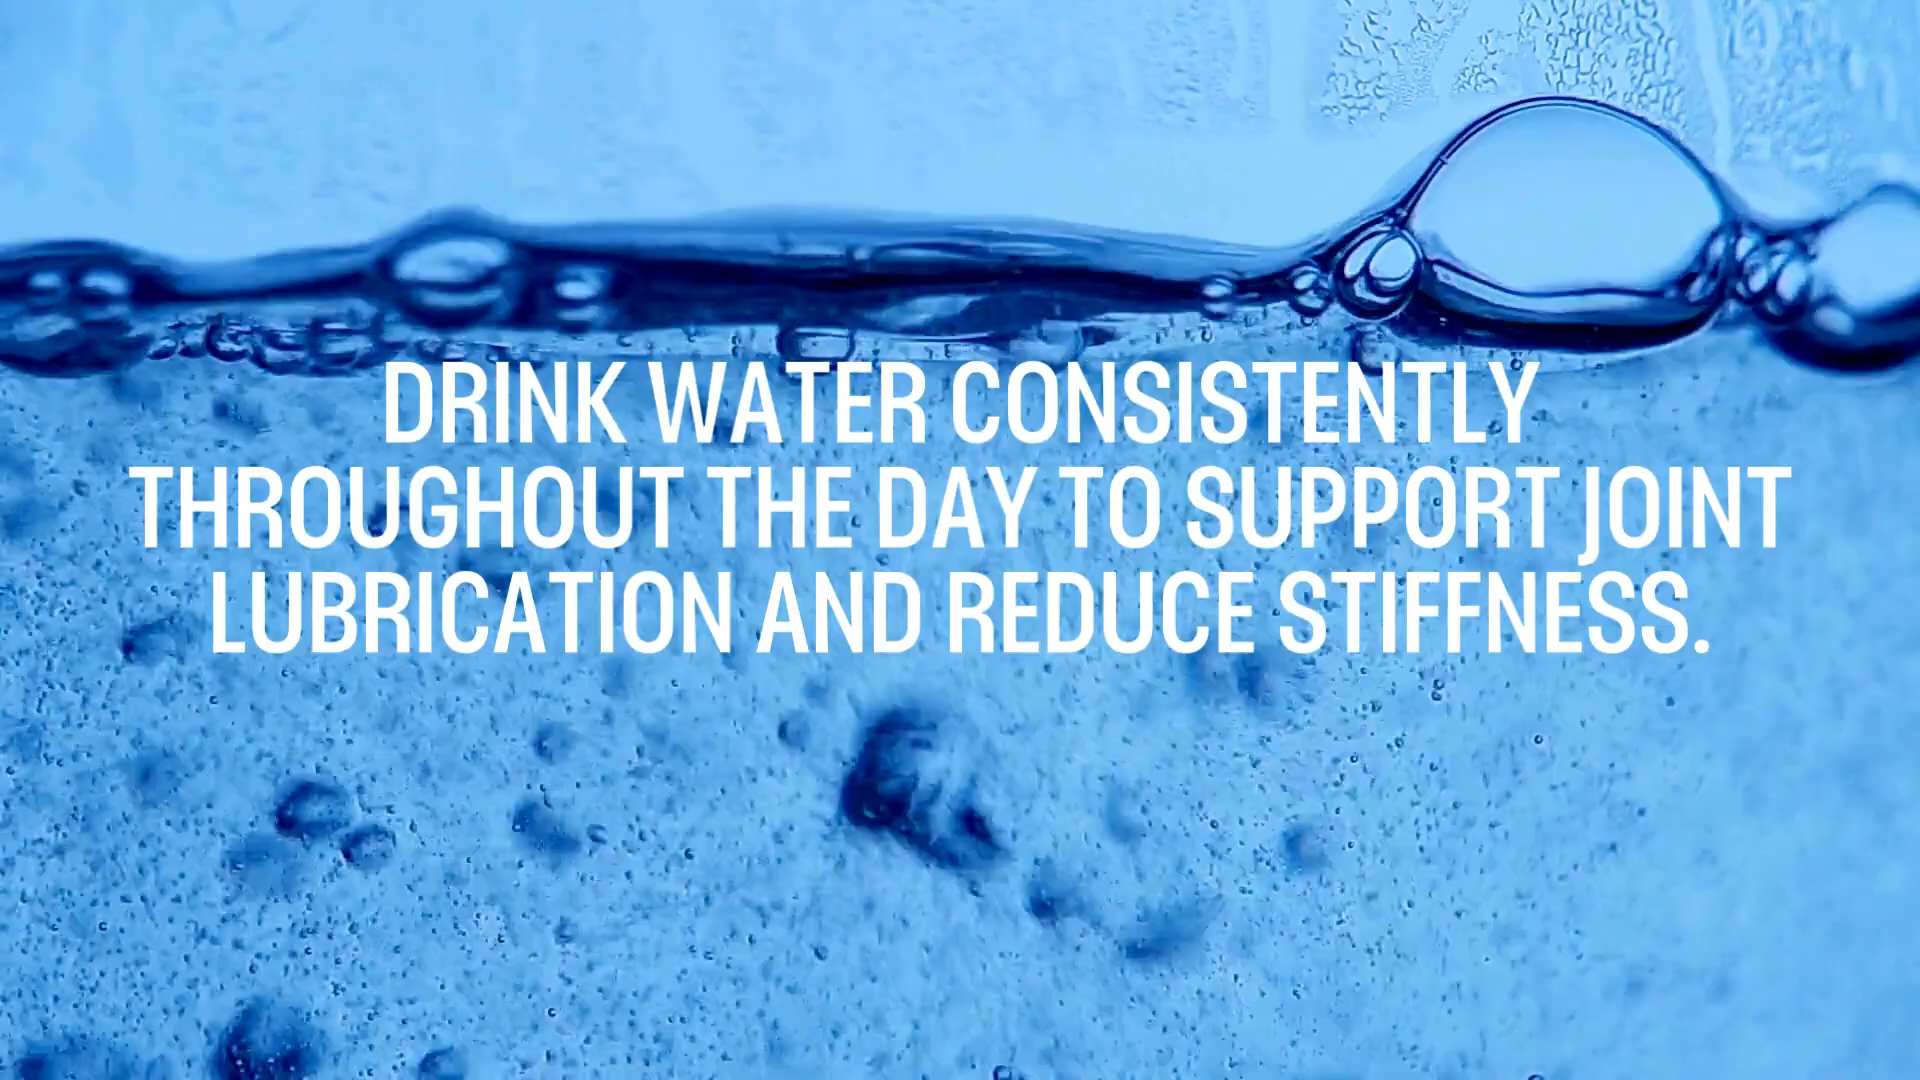 DRINK WATER CONSISTENTLY
THROUGHOUT THE DAY TO SUPPORT JOINT
LUBRICATION AND REDUCE STIFFNESS.